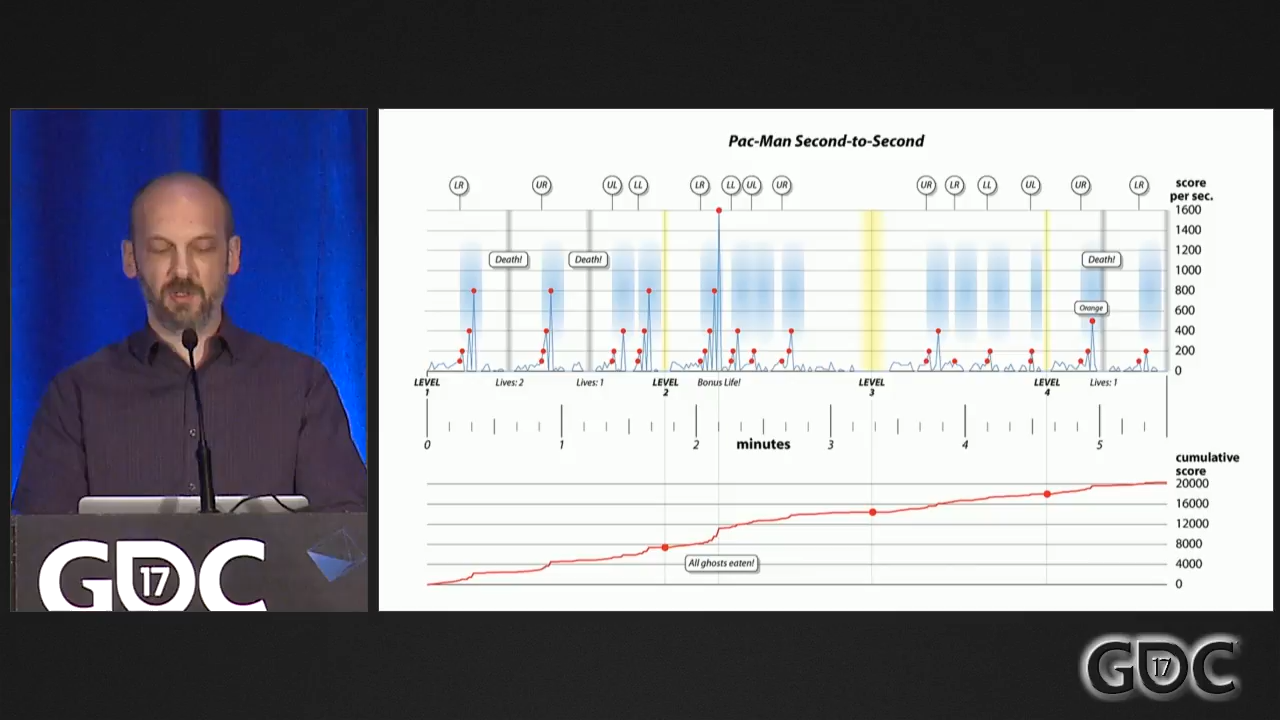 Pac-Man Second-to-Second
LR UR UL LL LR LL UL UR UR LR LL UL UR LR
score
per sec.
1600
1400
1200
1000
800
600
400
200
0
Death!
Death!
Death!
Orange
LEVEL
1
Lives: 2
Lives: 1
LEVEL
2
Bonus Life!
LEVEL
3
LEVEL
4
Lives: 1
0 1 2 minutes 3 4 5
cumulative
score
20000
16000
12000
8000
4000
0
All ghosts eaten!
GDC
17
GDC
17